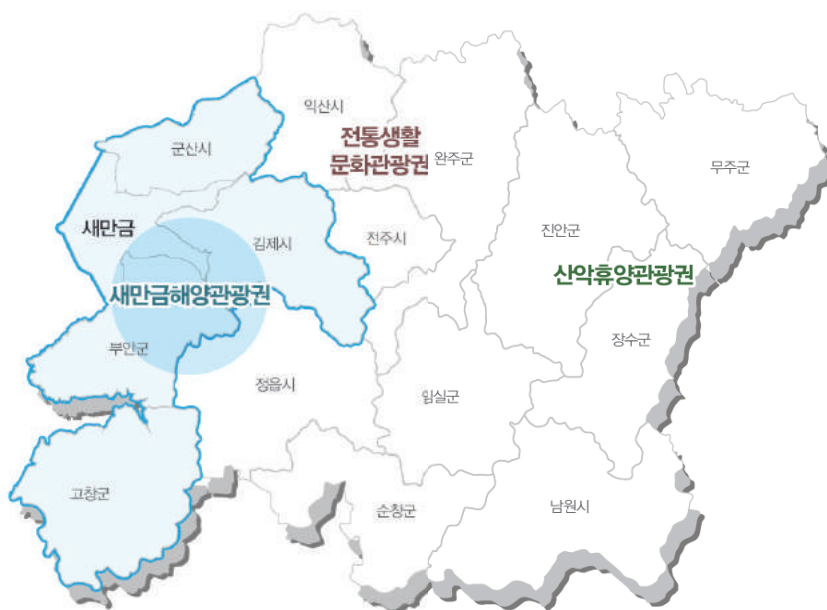 익산시
전통생활
문화관광권
군산시
완주군
무주군
새만금
김제시
전주시
진안군
새만금해양관광권
산악휴양관광권
부안군
장수군
정읍시
임실군
고창군
순창군
남원시